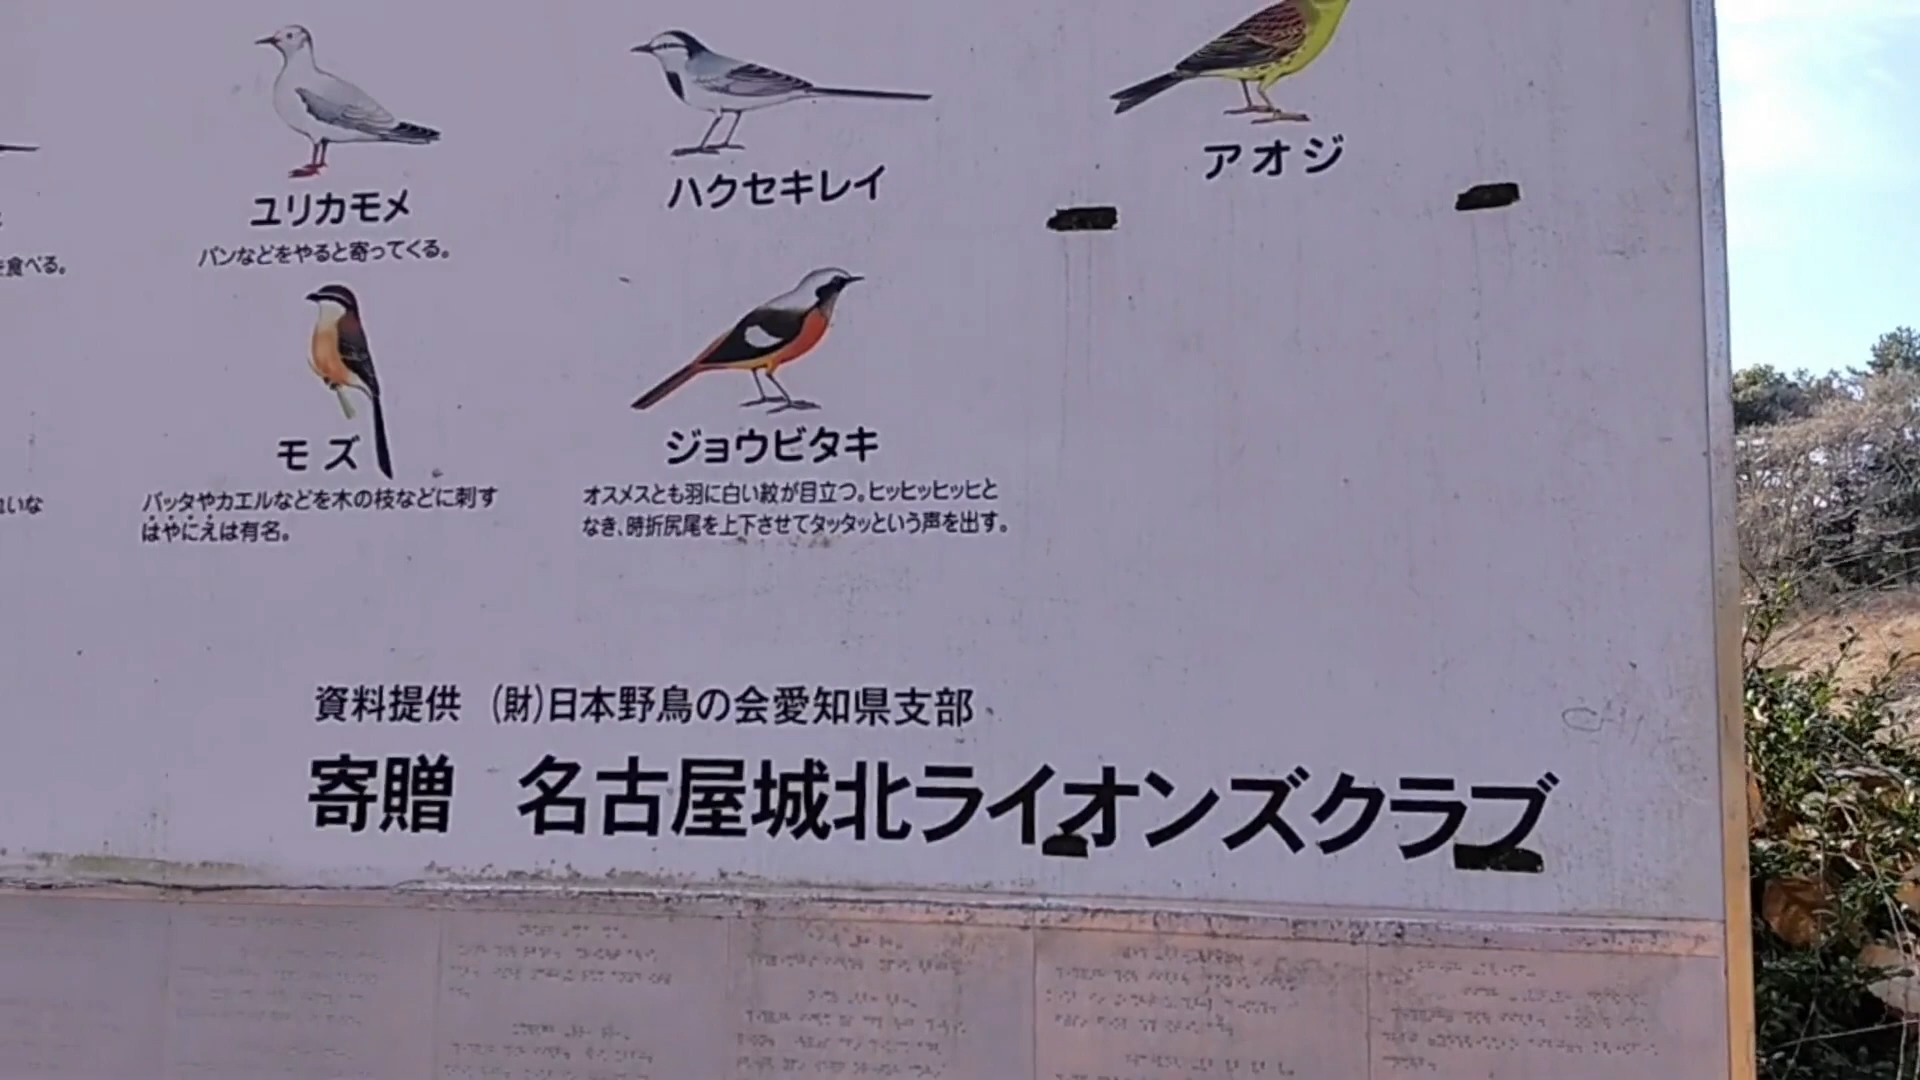 ユリカモメ
パンなどをやると寄ってくる。
ハクセキレイ
アオジ
食べる。
モズ
バッタやカエルなどを木の枝などに刺す
はやにえは有名。
ジョウビタキ
オスメスとも羽に白い紋が目立つ。ヒッヒッヒッヒと
なき、時折尻尾を上下させてタッタッという声を出す。
いな
資料提供 (財)日本野鳥の会愛知県支部
寄贈 名古屋城北ライオンズクラブ